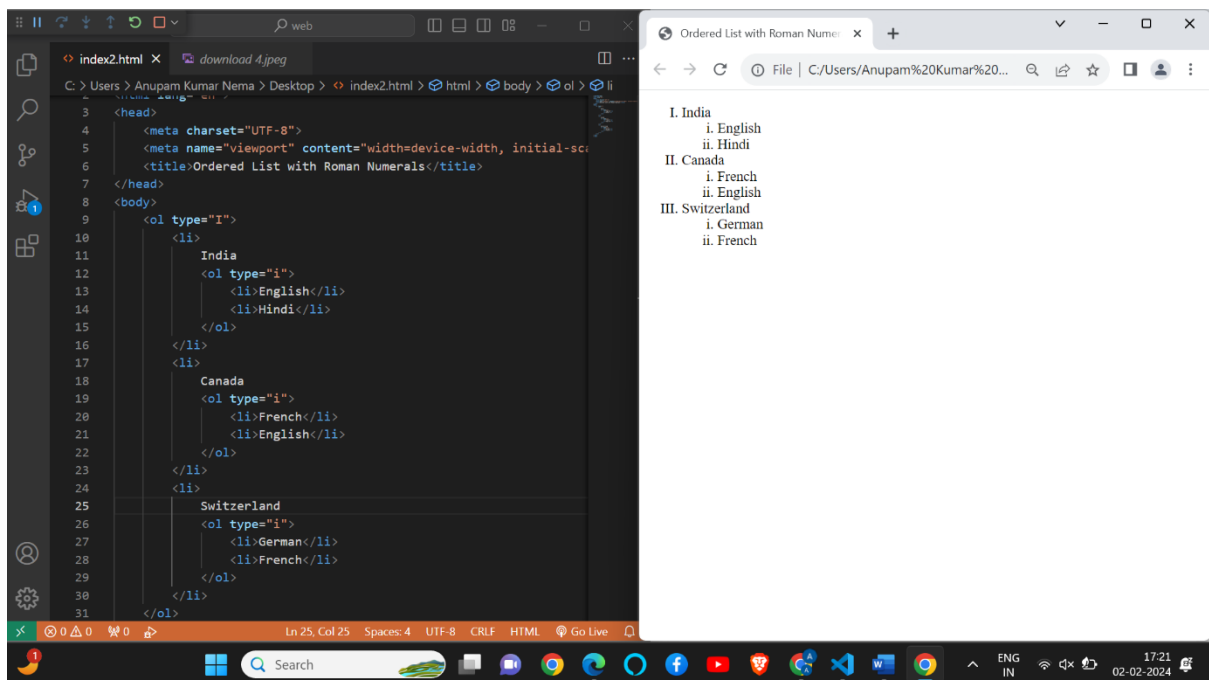 web
index2.html
download 4.jpeg
C: > Users > Anupam Kumar Nema > Desktop > index2.html > html > body > ol > li
3 <head>
4 <meta charset="UTF-8">
5 <meta name="viewport" content="width=device-width, initial-sca
6 <title>Ordered List with Roman Numerals</title>
7 </head>
8 <body>
9 <ol type="I">
10 <li>
11 India
12 <ol type="i">
13 <li>English</li>
14 <li>Hindi</li>
15 </ol>
16 </li>
17 <li>
18 Canada
19 <ol type="i">
20 <li>French</li>
21 <li>English</li>
22 </ol>
23 </li>
24 <li>
25 Switzerland
26 <ol type="i">
27 <li>German</li>
28 <li>French</li>
29 </ol>
30 </li>
31 </ol>
1
0 0 0 Ln 25, Col 25 Spaces: 4 UTF-8 CRLF HTML Go Live
Ordered List with Roman Numer
File | C:/Users/Anupam%20Kumar%20...
I. India
i. English
ii. Hindi
II. Canada
i. French
ii. English
III. Switzerland
i. German
ii. French
1
Search
ENG
IN
17:21
02-02-2024